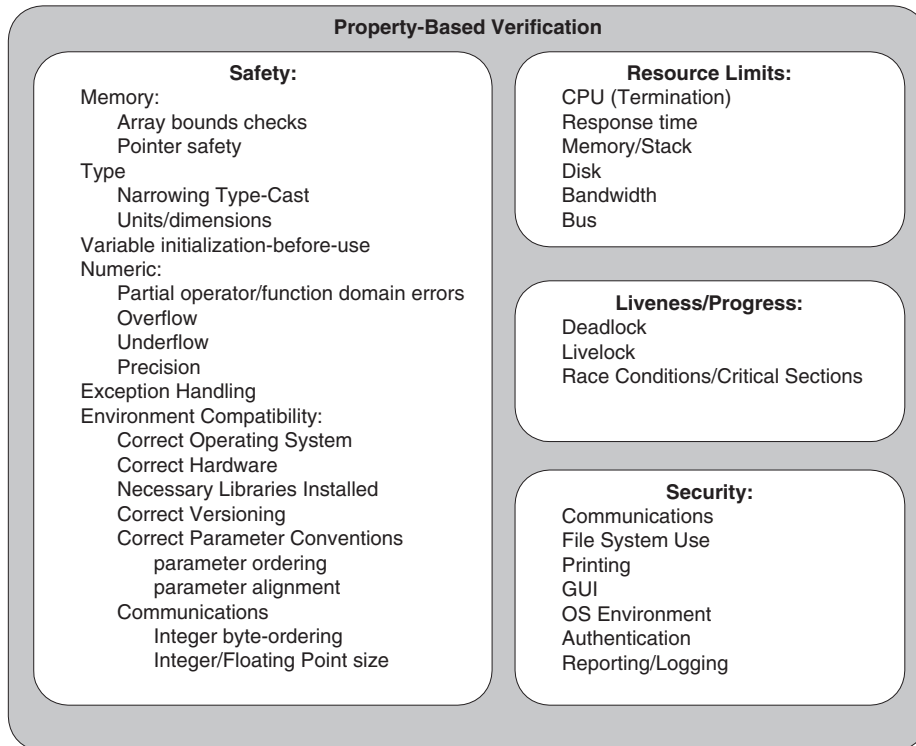 Property-Based Verification
Safety:
Memory:
Array bounds checks
Pointer safety
Type
Narrowing Type-Cast
Units/dimensions
Variable initialization-before-use
Numeric:
Partial operator/function domain errors
Overflow
Underflow
Precision
Exception Handling
Environment Compatibility:
Correct Operating System
Correct Hardware
Necessary Libraries Installed
Correct Versioning
Correct Parameter Conventions
parameter ordering
parameter alignment
Communications
Integer byte-ordering
Integer/Floating Point size
Resource Limits:
CPU (Termination)
Response time
Memory/Stack
Disk
Bandwidth
Bus
Liveness/Progress:
Deadlock
Livelock
Race Conditions/Critical Sections
Security:
Communications
File System Use
Printing
GUI
OS Environment
Authentication
Reporting/Logging